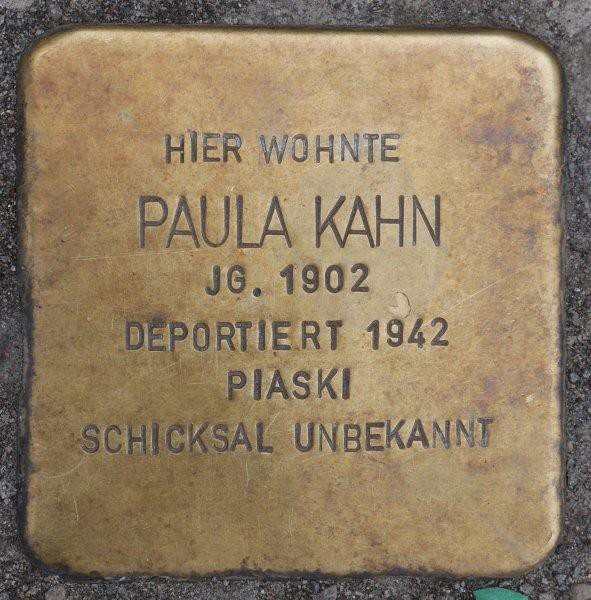 HIER WOHNTE
PAULA KAHN
JG. 1902
DEPORTIERT 1942
PIASKI
SCHICKSAL UNBEKANNT